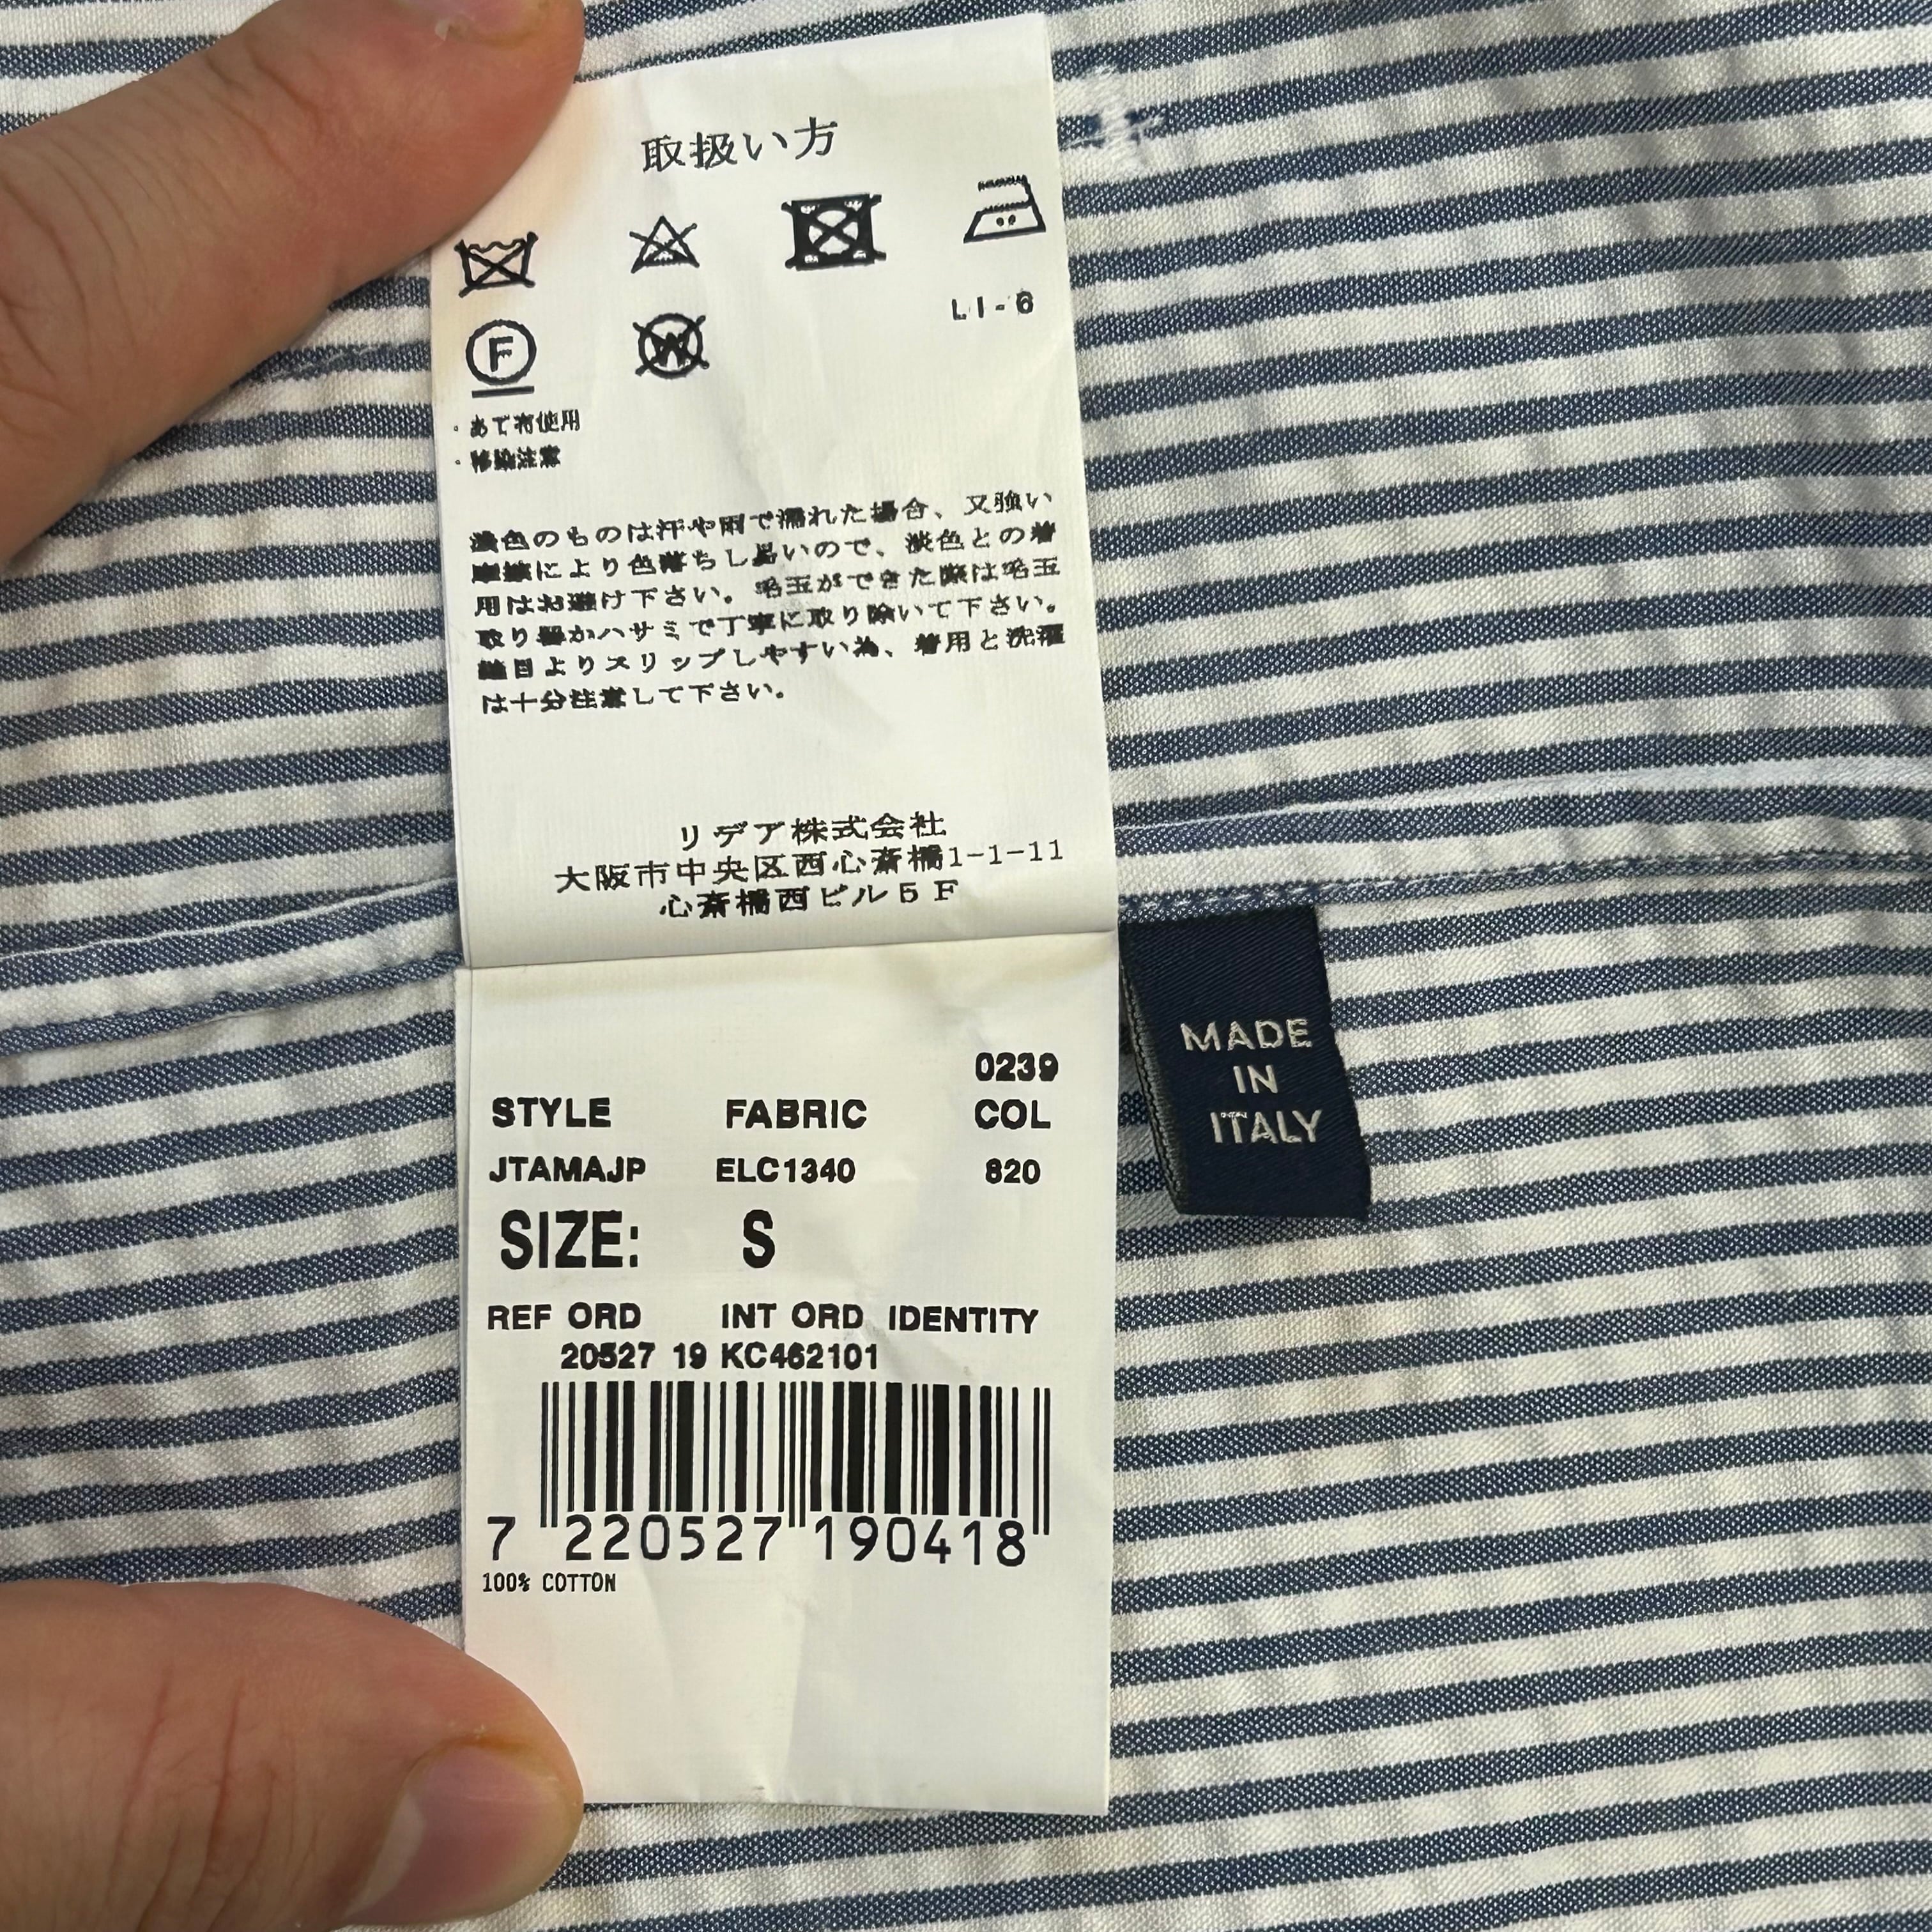 取扱い方
LI-6
F
W
・あて布使用
・移染注意
濃色のものは汗や雨で濡れた場合、又強い
摩擦により色落ちし易いので、淡色との着
用はお避け下さい。毛玉ができた際は毛玉
取り器かハサミで丁寧に取り除いて下さい。
縫目よりスリップしやすい為、着用と洗濯
は十分注意して下さい。
リデア株式会社
大阪市中央区西心斎橋1-1-11
心斎橋西ビル5F
0239
STYLE FABRIC COL
JTAMAJP ELC1340 820
SIZE: S
REF ORD INT ORD IDENTITY
20527 19 KC462101
7 220527 190418
100% COTTON
MADE
IN
ITALY